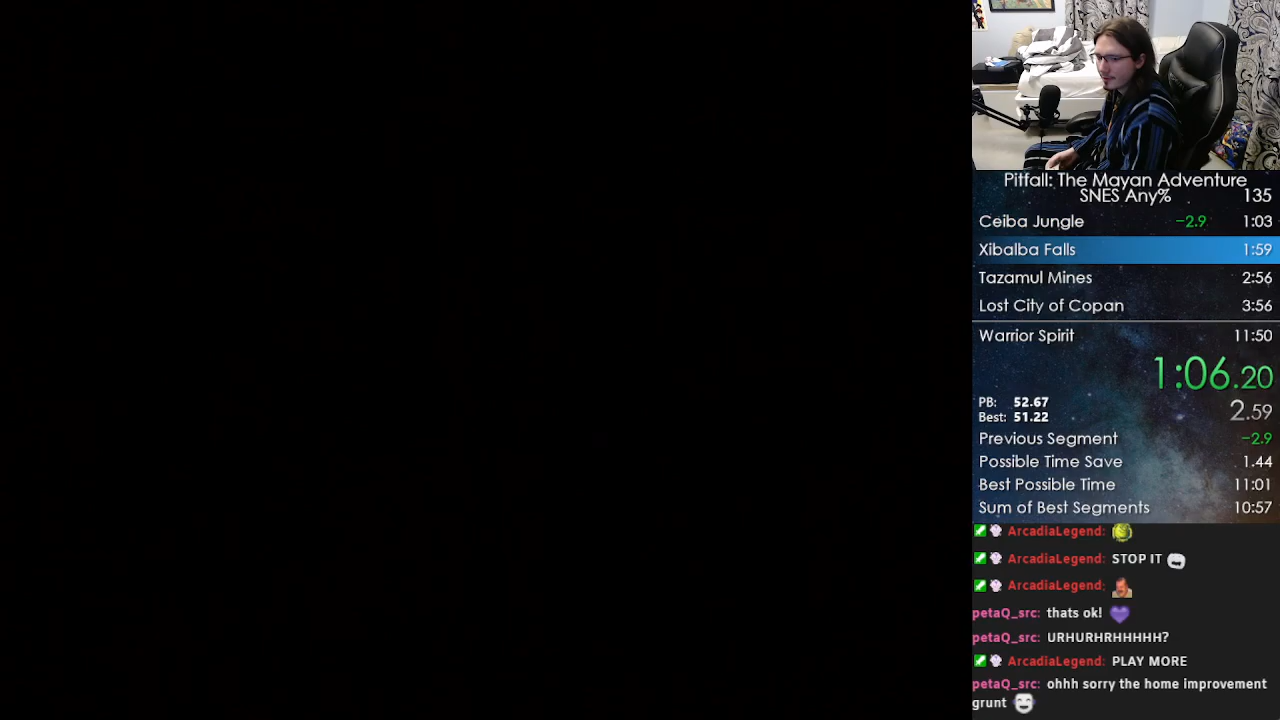 Pitfall: The Mayan Adventure
SNES Any% 135
Ceiba Jungle -2.9 1:03
Xibalba Falls 1:59
Tazamul Mines 2:56
Lost City of Copan 3:56
Warrior Spirit 11:50
1:06.20
PB: 52.67
Best: 51.22
2.59
Previous Segment -2.9
Possible Time Save 1.44
Best Possible Time 11:01
Sum of Best Segments 10:57
ArcadiaLegend:
ArcadiaLegend: STOP IT
ArcadiaLegend:
petaQ_src: thats ok!
petaQ_src: URHURHRHHHHH?
ArcadiaLegend: PLAY MORE
petaQ_src: ohhh sorry the home improvement
grunt